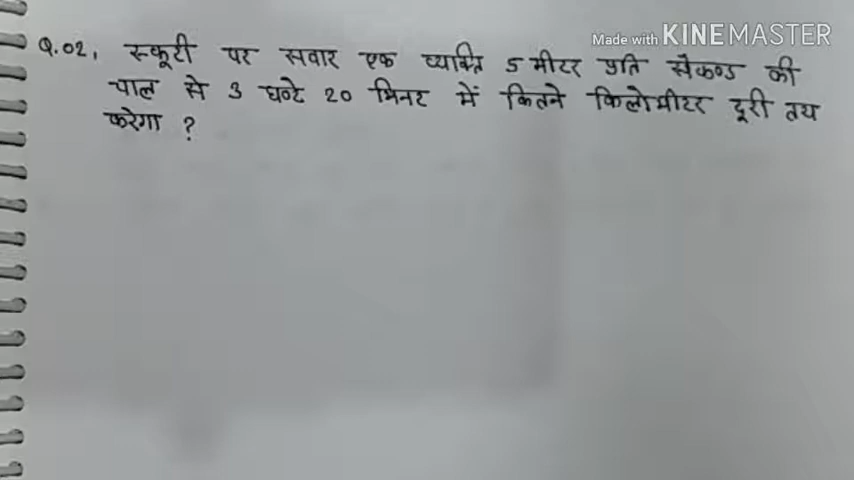 Made with KINEMASTER
Q.02, स्कूटी पर सवार एक व्यक्ति 5 मीटर प्रति सैकण्ड की
चाल से 3 घण्टे 20 मिनट में कितने किलोमीटर दूरी तय
करेगा ?